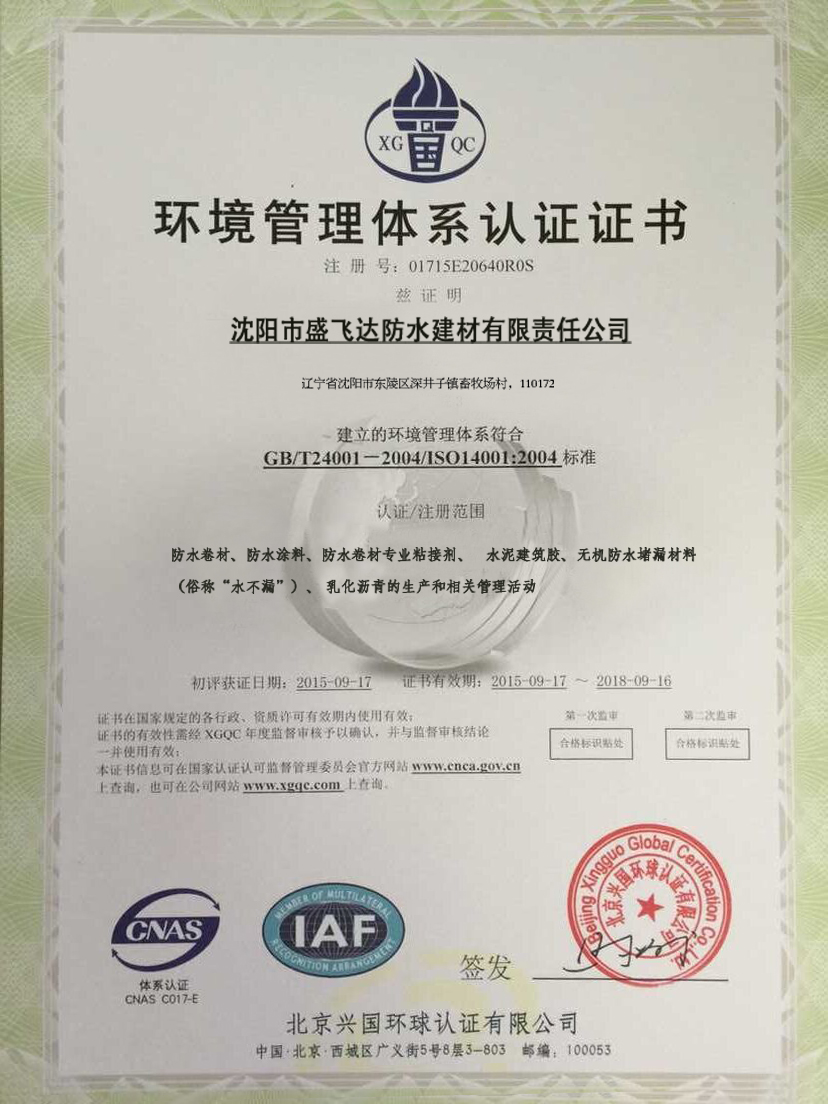 XG QC
环境管理体系认证证书
注 册 号：01715E20640R0S
兹 证 明
沈阳市盛飞达防水建材有限责任公司
辽宁省沈阳市东陵区深井子镇畜牧场村，110172
建立的环境管理体系符合
GB/T24001－2004/ISO14001:2004 标准
认证/注册范围
防水卷材、防水涂料、防水卷材专业粘接剂、 水泥建筑胶、无机防水堵漏材料
（俗称“水不漏”）、 乳化沥青的生产和相关管理活动
初评获证日期：2015-09-17 证书有效期：2015-09-17 ～ 2018-09-16
证书在国家规定的各行政、资质许可有效期内使用有效；
证书的有效性需经 XGQC 年度监督审核予以确认，并与监督审核结论
一并使用有效；
本证书信息可在国家认证认可监督管理委员会官方网站 www.cnca.gov.cn
上查询，也可在公司网站 www.xgqc.com 上查询。
第一次监审 第二次监审
合格标识贴处 合格标识贴处
CNAS
体系认证
CNAS C017-E
MEMBER OF MULTILATERAL
IAF
RECOGNITION ARRANGEMENT
签发
Beijing Xingguo Global Certification Co.,Ltd.
北京兴国环球认证有限公司
北京兴国环球认证有限公司
中国·北京·西城区广义街5号8层3—803 邮编：100053